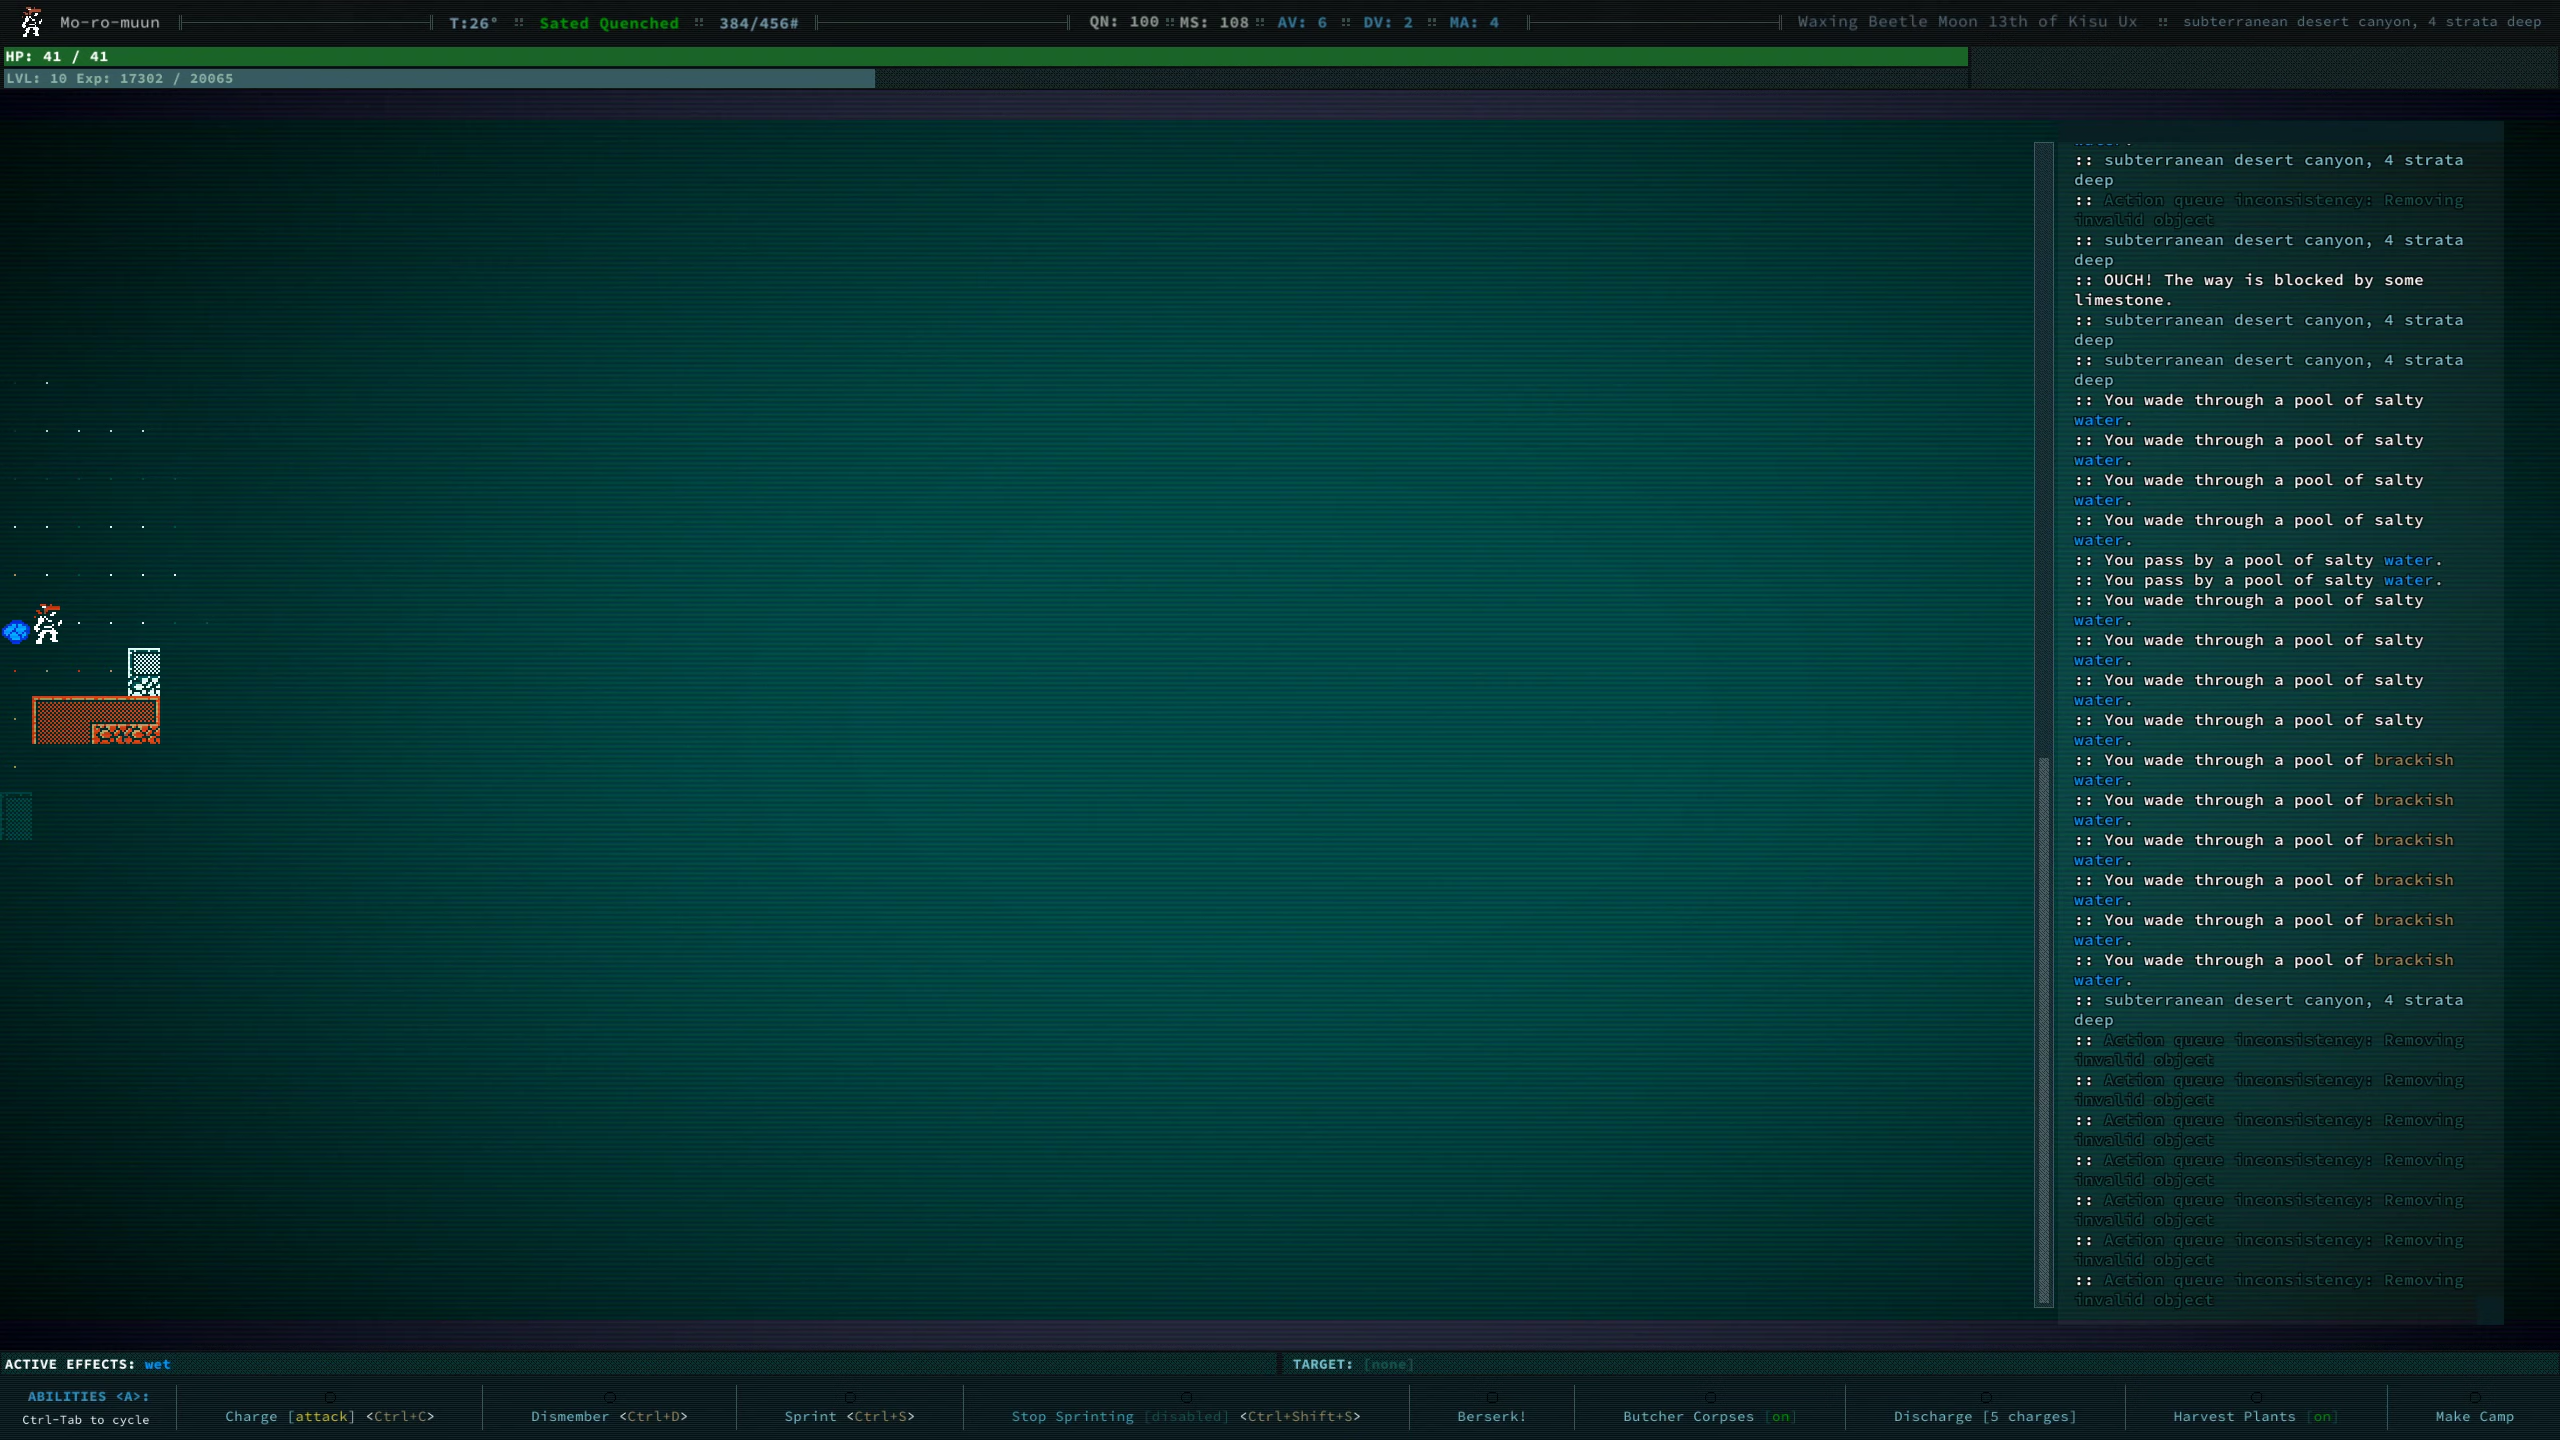 Mo-ro-muun T:26° :: Sated Quenched :: 384/456# QN: 100 :: MS: 108 :: AV: 6 :: DV: 2 :: MA: 4 Waxing Beetle Moon 13th of Kisu Ux :: subterranean desert canyon, 4 strata deep
HP: 41 / 41
LVL: 10 Exp: 17302 / 20065
water.
:: subterranean desert canyon, 4 strata
deep
:: Action queue inconsistency: Removing
invalid object
:: subterranean desert canyon, 4 strata
deep
:: OUCH! The way is blocked by some
limestone.
:: subterranean desert canyon, 4 strata
deep
:: subterranean desert canyon, 4 strata
deep
:: You wade through a pool of salty
water.
:: You wade through a pool of salty
water.
:: You wade through a pool of salty
water.
:: You wade through a pool of salty
water.
:: You pass by a pool of salty water.
:: You pass by a pool of salty water.
:: You wade through a pool of salty
water.
:: You wade through a pool of salty
water.
:: You wade through a pool of salty
water.
:: You wade through a pool of salty
water.
:: You wade through a pool of brackish
water.
:: You wade through a pool of brackish
water.
:: You wade through a pool of brackish
water.
:: You wade through a pool of brackish
water.
:: You wade through a pool of brackish
water.
:: You wade through a pool of brackish
water.
:: subterranean desert canyon, 4 strata
deep
:: Action queue inconsistency: Removing
invalid object
:: Action queue inconsistency: Removing
invalid object
:: Action queue inconsistency: Removing
invalid object
:: Action queue inconsistency: Removing
invalid object
:: Action queue inconsistency: Removing
invalid object
:: Action queue inconsistency: Removing
invalid object
:: Action queue inconsistency: Removing
invalid object
ACTIVE EFFECTS: wet TARGET: [none]
ABILITIES <A>:
Ctrl-Tab to cycle
Charge [attack] <Ctrl+C> Dismember <Ctrl+D> Sprint <Ctrl+S> Stop Sprinting [disabled] <Ctrl+Shift+S> Berserk! Butcher Corpses [on] Discharge [5 charges] Harvest Plants [on] Make Camp